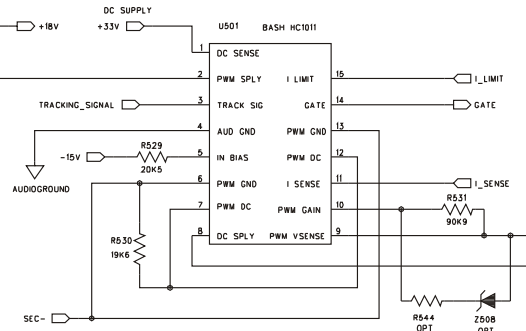 DC SUPPLY
+18V
+33V
U501 BASH HC1011
1 DC SENSE
2 PWM SPLY I LIMIT 15 I_LIMIT
TRACKING_SIGNAL 3 TRACK SIG GATE 14 GATE
4 AUD GND PWM GND 13
R529
-15V 5 IN BIAS PWM DC 12
20K5
6 PWM GND I SENSE 11 I_SENSE
AUDIOGROUND
R531
7 PWM DC PWM GAIN 10
90K9
8 DC SPLY PWM VSENSE 9
R530
19K6
SEC-
R544 Z508
OPT OPT